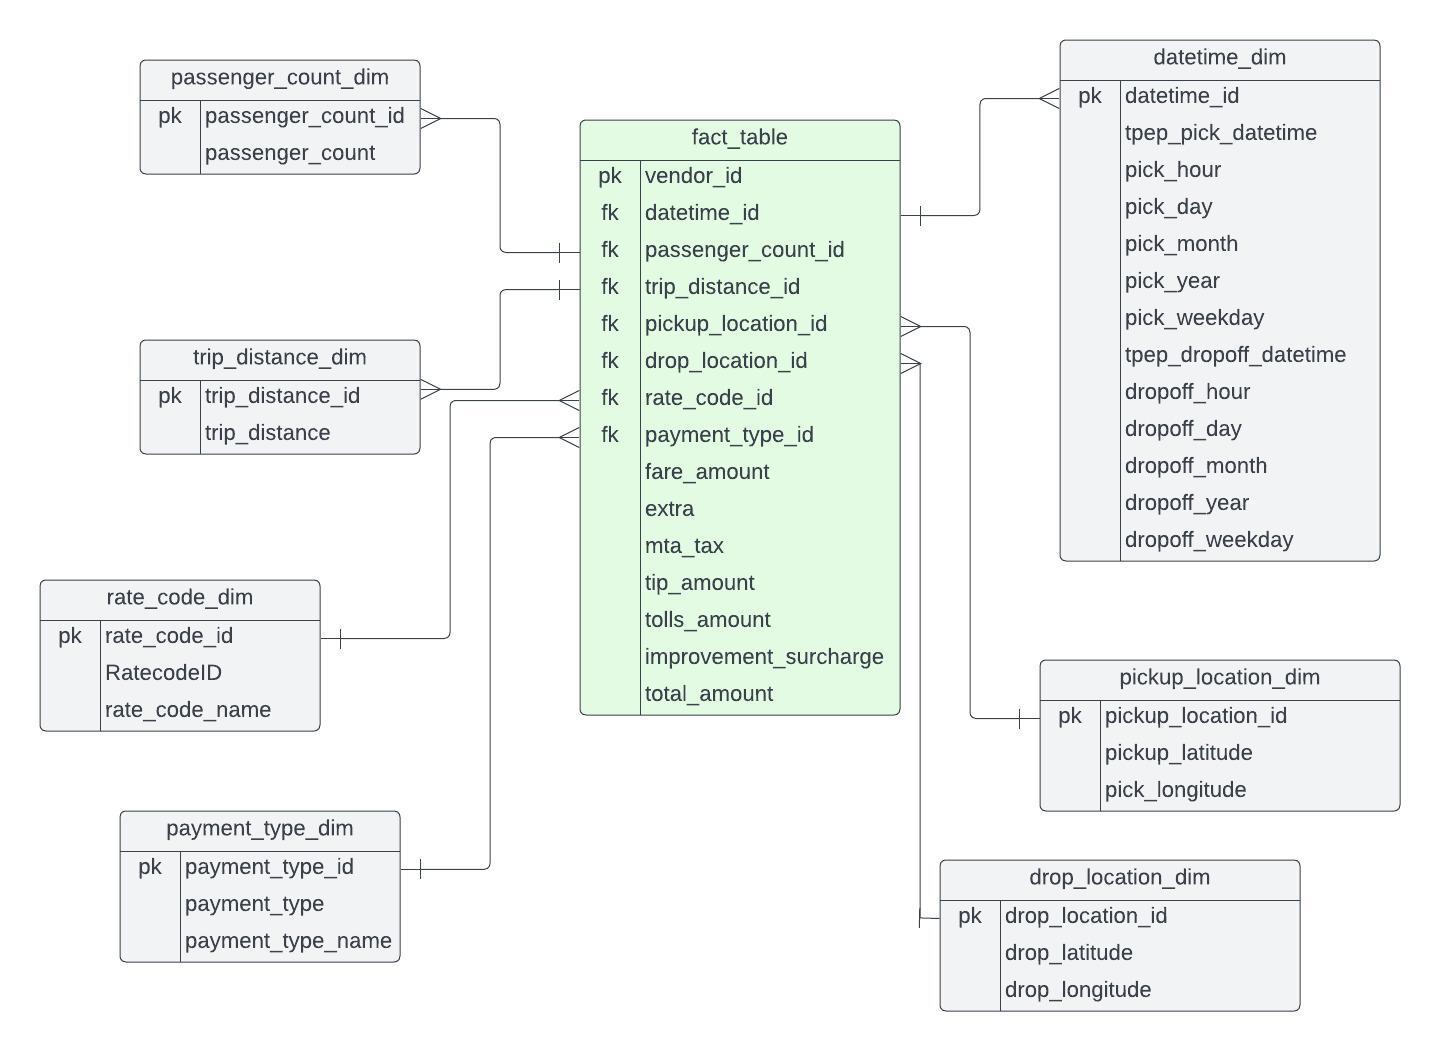 passenger_count_dim
pk passenger_count_id
passenger_count
trip_distance_dim
pk trip_distance_id
trip_distance
rate_code_dim
pk rate_code_id
RatecodeID
rate_code_name
payment_type_dim
pk payment_type_id
payment_type
payment_type_name
fact_table
pk vendor_id
fk datetime_id
fk passenger_count_id
fk trip_distance_id
fk pickup_location_id
fk drop_location_id
fk rate_code_id
fk payment_type_id
fare_amount
extra
mta_tax
tip_amount
tolls_amount
improvement_surcharge
total_amount
datetime_dim
pk datetime_id
tpep_pick_datetime
pick_hour
pick_day
pick_month
pick_year
pick_weekday
tpep_dropoff_datetime
dropoff_hour
dropoff_day
dropoff_month
dropoff_year
dropoff_weekday
pickup_location_dim
pk pickup_location_id
pickup_latitude
pick_longitude
drop_location_dim
pk drop_location_id
drop_latitude
drop_longitude